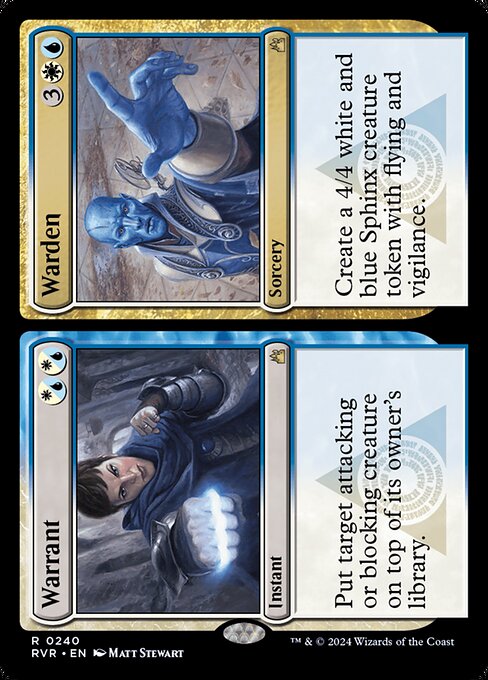 Warrant
Instant
Put target attacking
or blocking creature
on top of its owner's
library.
Warden
3
Sorcery
Create a 4/4 white and
blue Sphinx creature
token with flying and
vigilance.
R 0240
RVR • EN MATT STEWART
™ & © 2024 Wizards of the Coast